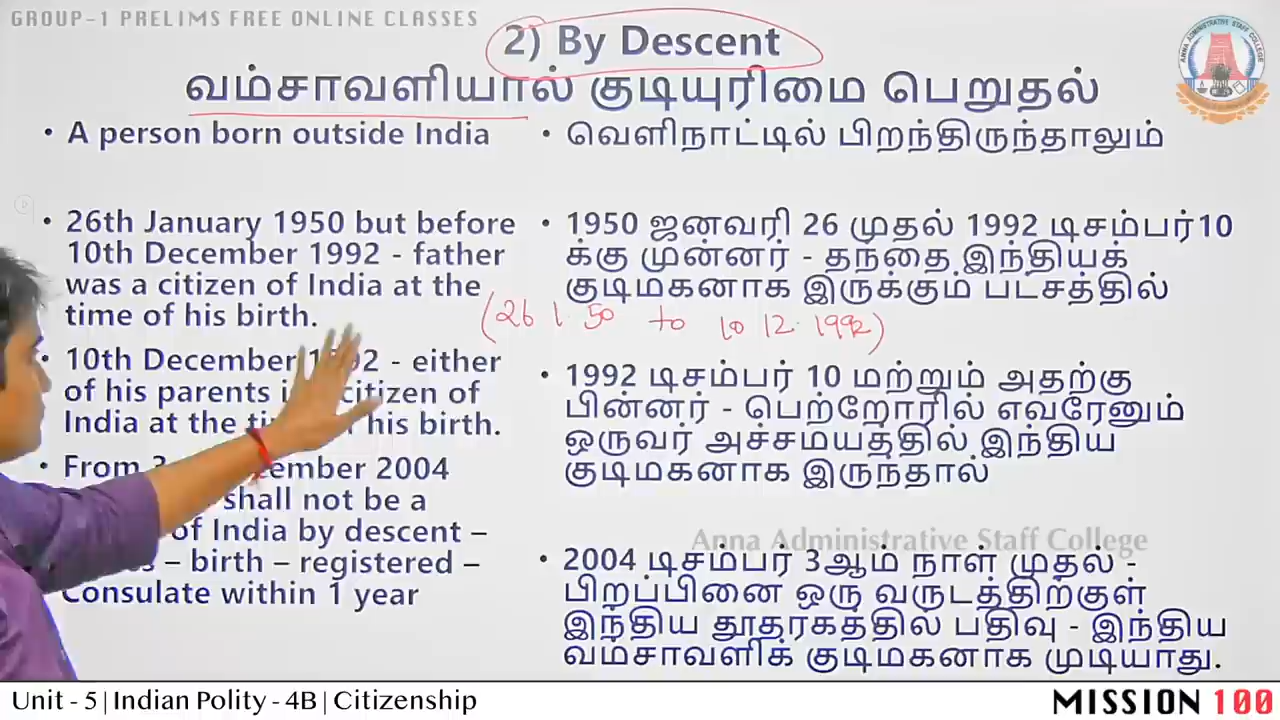 GROUP-1 PRELIMS FREE ONLINE CLASSES
2) By Descent
வம்சாவளியால் குடியுரிமை பெறுதல்
• A person born outside India
• 26th January 1950 but before
10th December 1992 - father
was a citizen of India at the
time of his birth.
• 10th December 1992 - either
of his parents citizen of
India at the his birth.
• From 2004
shall not be a
of India by descent –
– birth – registered –
Consulate within 1 year
• வெளிநாட்டில் பிறந்திருந்தாலும்
• 1950 ஜனவரி 26 முதல் 1992 டிசம்பர்10
க்கு முன்னர் - தந்தை இந்தியக்
குடிமகனாக இருக்கும் பட்சத்தில்
(26 1. 50 to 10 12. 1992)
• 1992 டிசம்பர் 10 மற்றும் அதற்கு
பின்னர் - பெற்றோரில் எவரேனும்
ஒருவர் அச்சமயத்தில் இந்திய
குடிமகனாக இருந்தால்
Anna Administrative Staff College
• 2004 டிசம்பர் 3ஆம் நாள் முதல் -
பிறப்பினை ஒரு வருடத்திற்குள்
இந்திய தூதரகத்தில் பதிவு - இந்திய
வம்சாவளிக் குடிமகனாக முடியாது.
Unit - 5 | Indian Polity - 4B | Citizenship
MISSION 100